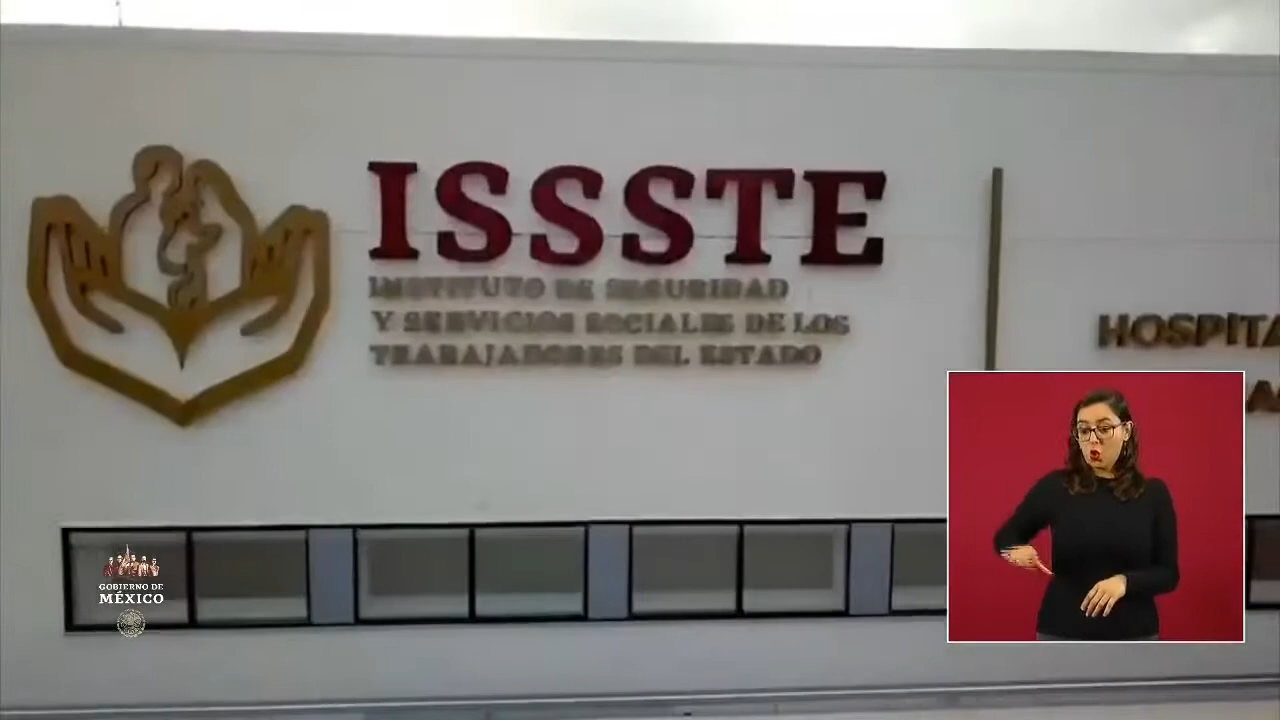 ISSSTE
INSTITUTO DE SEGURIDAD
Y SERVICIOS SOCIALES DE LOS
TRABAJADORES DEL ESTADO
GOBIERNO DE
MÉXICO